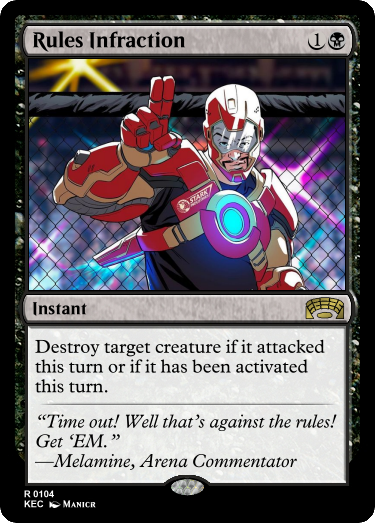 Rules Infraction 1
STARK
Instant
Destroy target creature if it attacked
this turn or if it has been activated
this turn.
“Time out! Well that’s against the rules!
Get ‘EM.”
—Melamine, Arena Commentator
R 0104
KEC MANICR